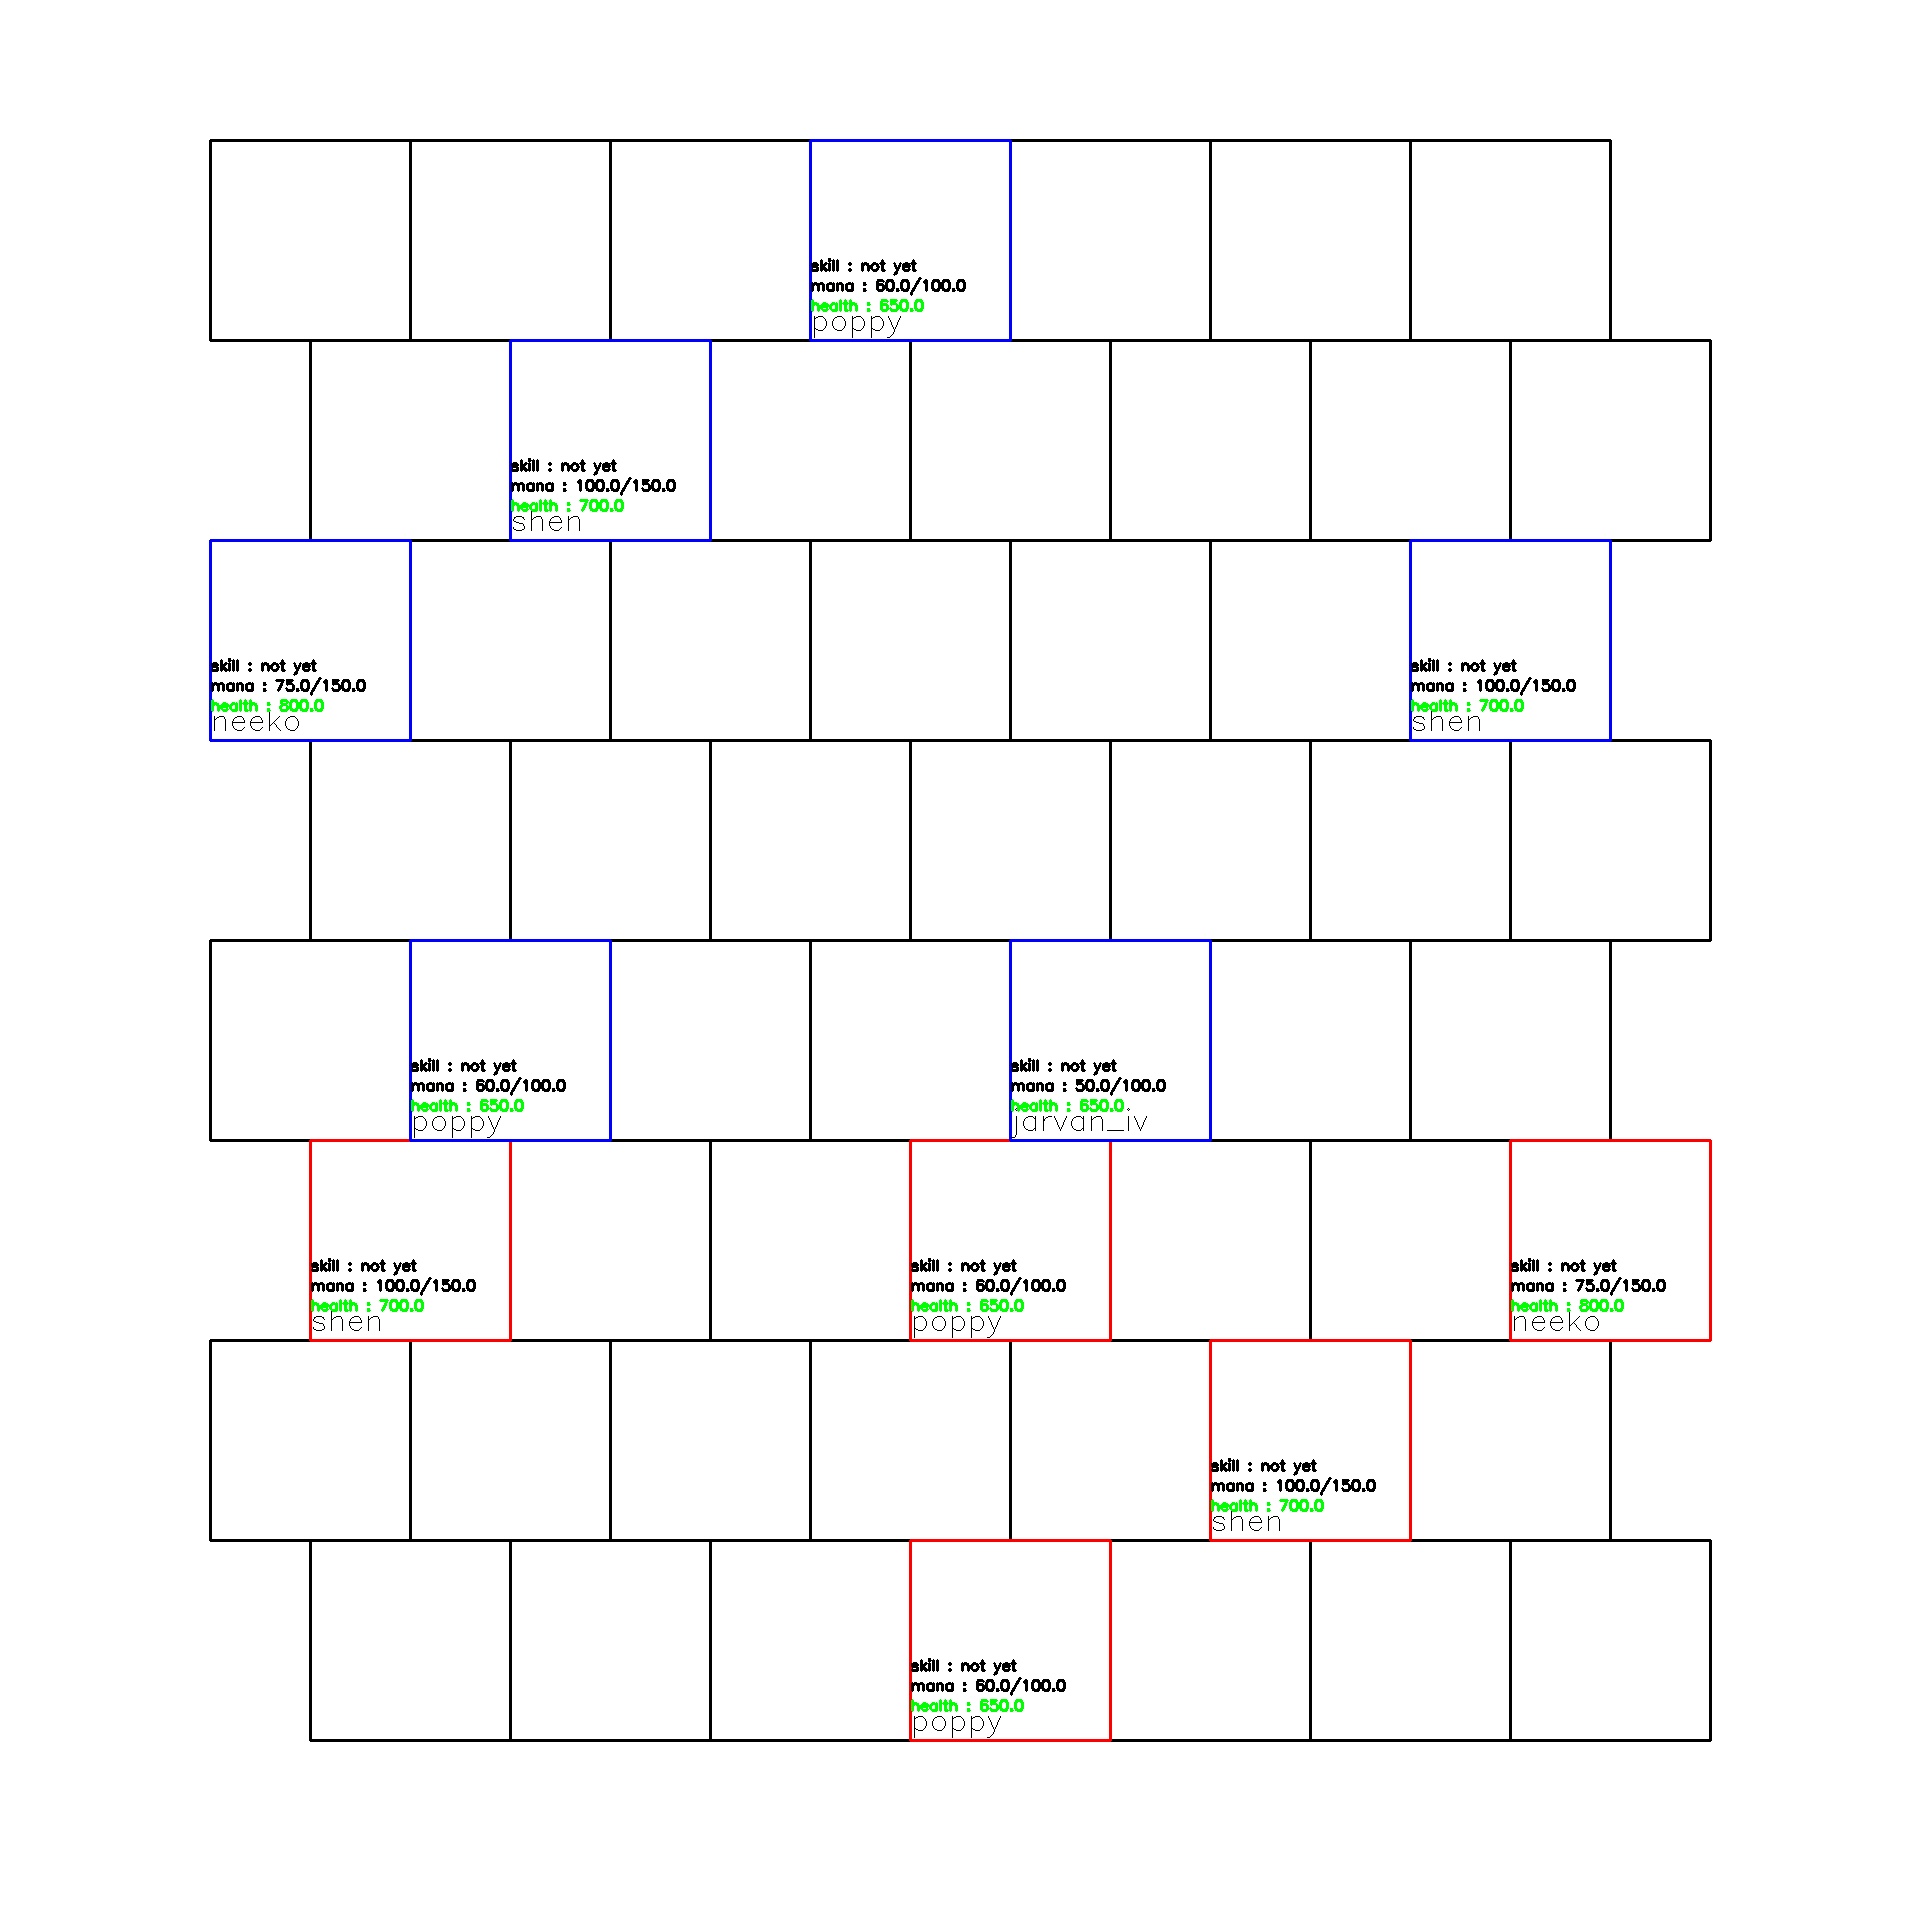 skill : not yet
mana : 60.0/100.0
health : 650.0
poppy
skill : not yet
mana : 100.0/150.0
health : 700.0
shen
skill : not yet
mana : 75.0/150.0
health : 800.0
neeko
skill : not yet
mana : 100.0/150.0
health : 700.0
shen
skill : not yet
mana : 60.0/100.0
health : 650.0
poppy
skill : not yet
mana : 50.0/100.0
health : 650.0
jarvan_iv
skill : not yet
mana : 100.0/150.0
health : 700.0
shen
skill : not yet
mana : 60.0/100.0
health : 650.0
poppy
skill : not yet
mana : 75.0/150.0
health : 800.0
neeko
skill : not yet
mana : 100.0/150.0
health : 700.0
shen
skill : not yet
mana : 60.0/100.0
health : 650.0
poppy